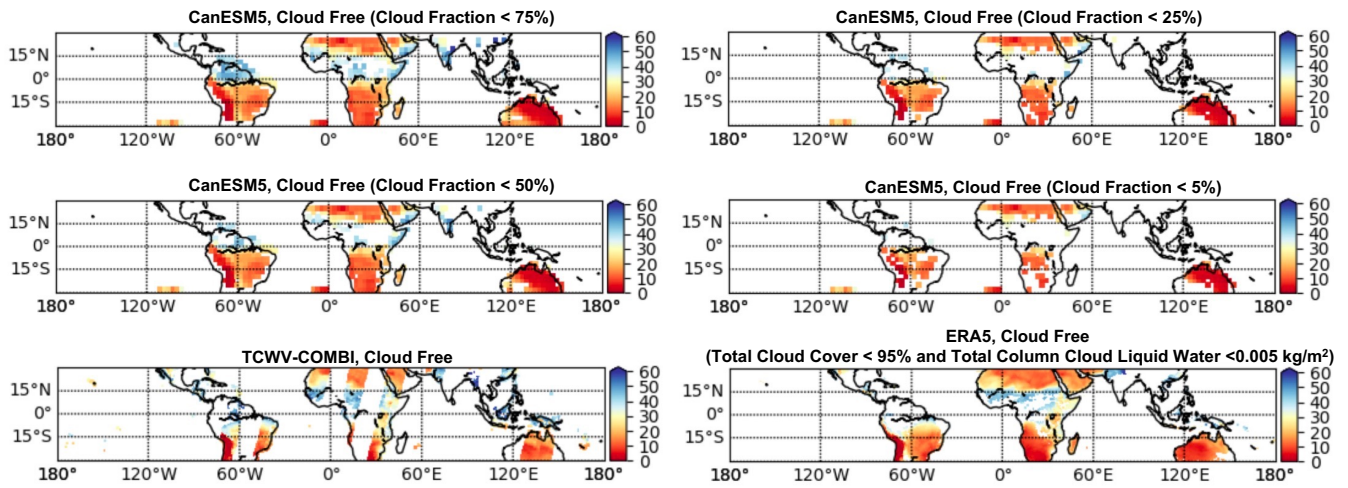 CanESM5, Cloud Free (Cloud Fraction < 75%)
15°N
0°
15°S
180° 120°W 60°W 0° 60°E 120°E 180°
60
50
40
30
20
10
0
CanESM5, Cloud Free (Cloud Fraction < 25%)
15°N
0°
15°S
180° 120°W 60°W 0° 60°E 120°E 180°
60
50
40
30
20
10
0
CanESM5, Cloud Free (Cloud Fraction < 50%)
15°N
0°
15°S
180° 120°W 60°W 0° 60°E 120°E 180°
60
50
40
30
20
10
0
CanESM5, Cloud Free (Cloud Fraction < 5%)
15°N
0°
15°S
180° 120°W 60°W 0° 60°E 120°E 180°
60
50
40
30
20
10
0
TCWV-COMBI, Cloud Free
15°N
0°
15°S
180° 120°W 60°W 0° 60°E 120°E 180°
60
50
40
30
20
10
0
ERA5, Cloud Free
(Total Cloud Cover < 95% and Total Column Cloud Liquid Water <0.005 kg/m²)
15°N
0°
15°S
180° 120°W 60°W 0° 60°E 120°E 180°
60
50
40
30
20
10
0